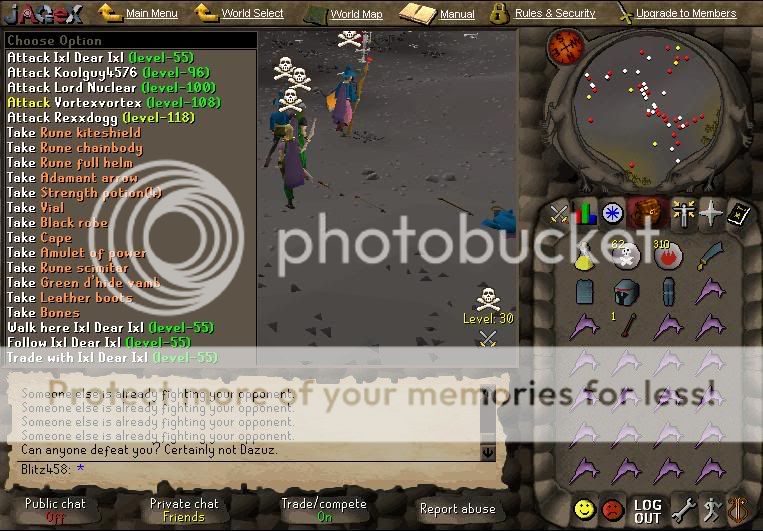 JAGEX
Main Menu
World Select
World Map
Manual
Rules & Security
Upgrade to Members
Choose Option
Attack Ixl Dear Ixl (level-55)
Attack Koolguy4576 (level-96)
Attack Lord Nuclear (level-100)
Attack Vortexvortex (level-108)
Attack Rexxdogg (level-118)
Take Rune kiteshield
Take Rune chainbody
Take Rune full helm
Take Adamant arrow
Take Strength potion(4)
Take Vial
Take Black robe
Take Cape
Take Amulet of power
Take Rune scimitar
Take Green d'hide vamb
Take Leather boots
Take Bones
Walk here Ixl Dear Ixl (level-55)
Follow Ixl Dear Ixl (level-55)
Trade with Ixl Dear Ixl (level-55)
Level: 30
62
310
1
photobucket
Protect more of your memories for less!
Someone else is already fighting your opponent.
Someone else is already fighting your opponent.
Someone else is already fighting your opponent.
Someone else is already fighting your opponent.
Can anyone defeat you? Certainly not Dazuz.
Blitz458: *
Public chat
Off
Private chat
Friends
Trade/compete
On
Report abuse
LOG
OUT